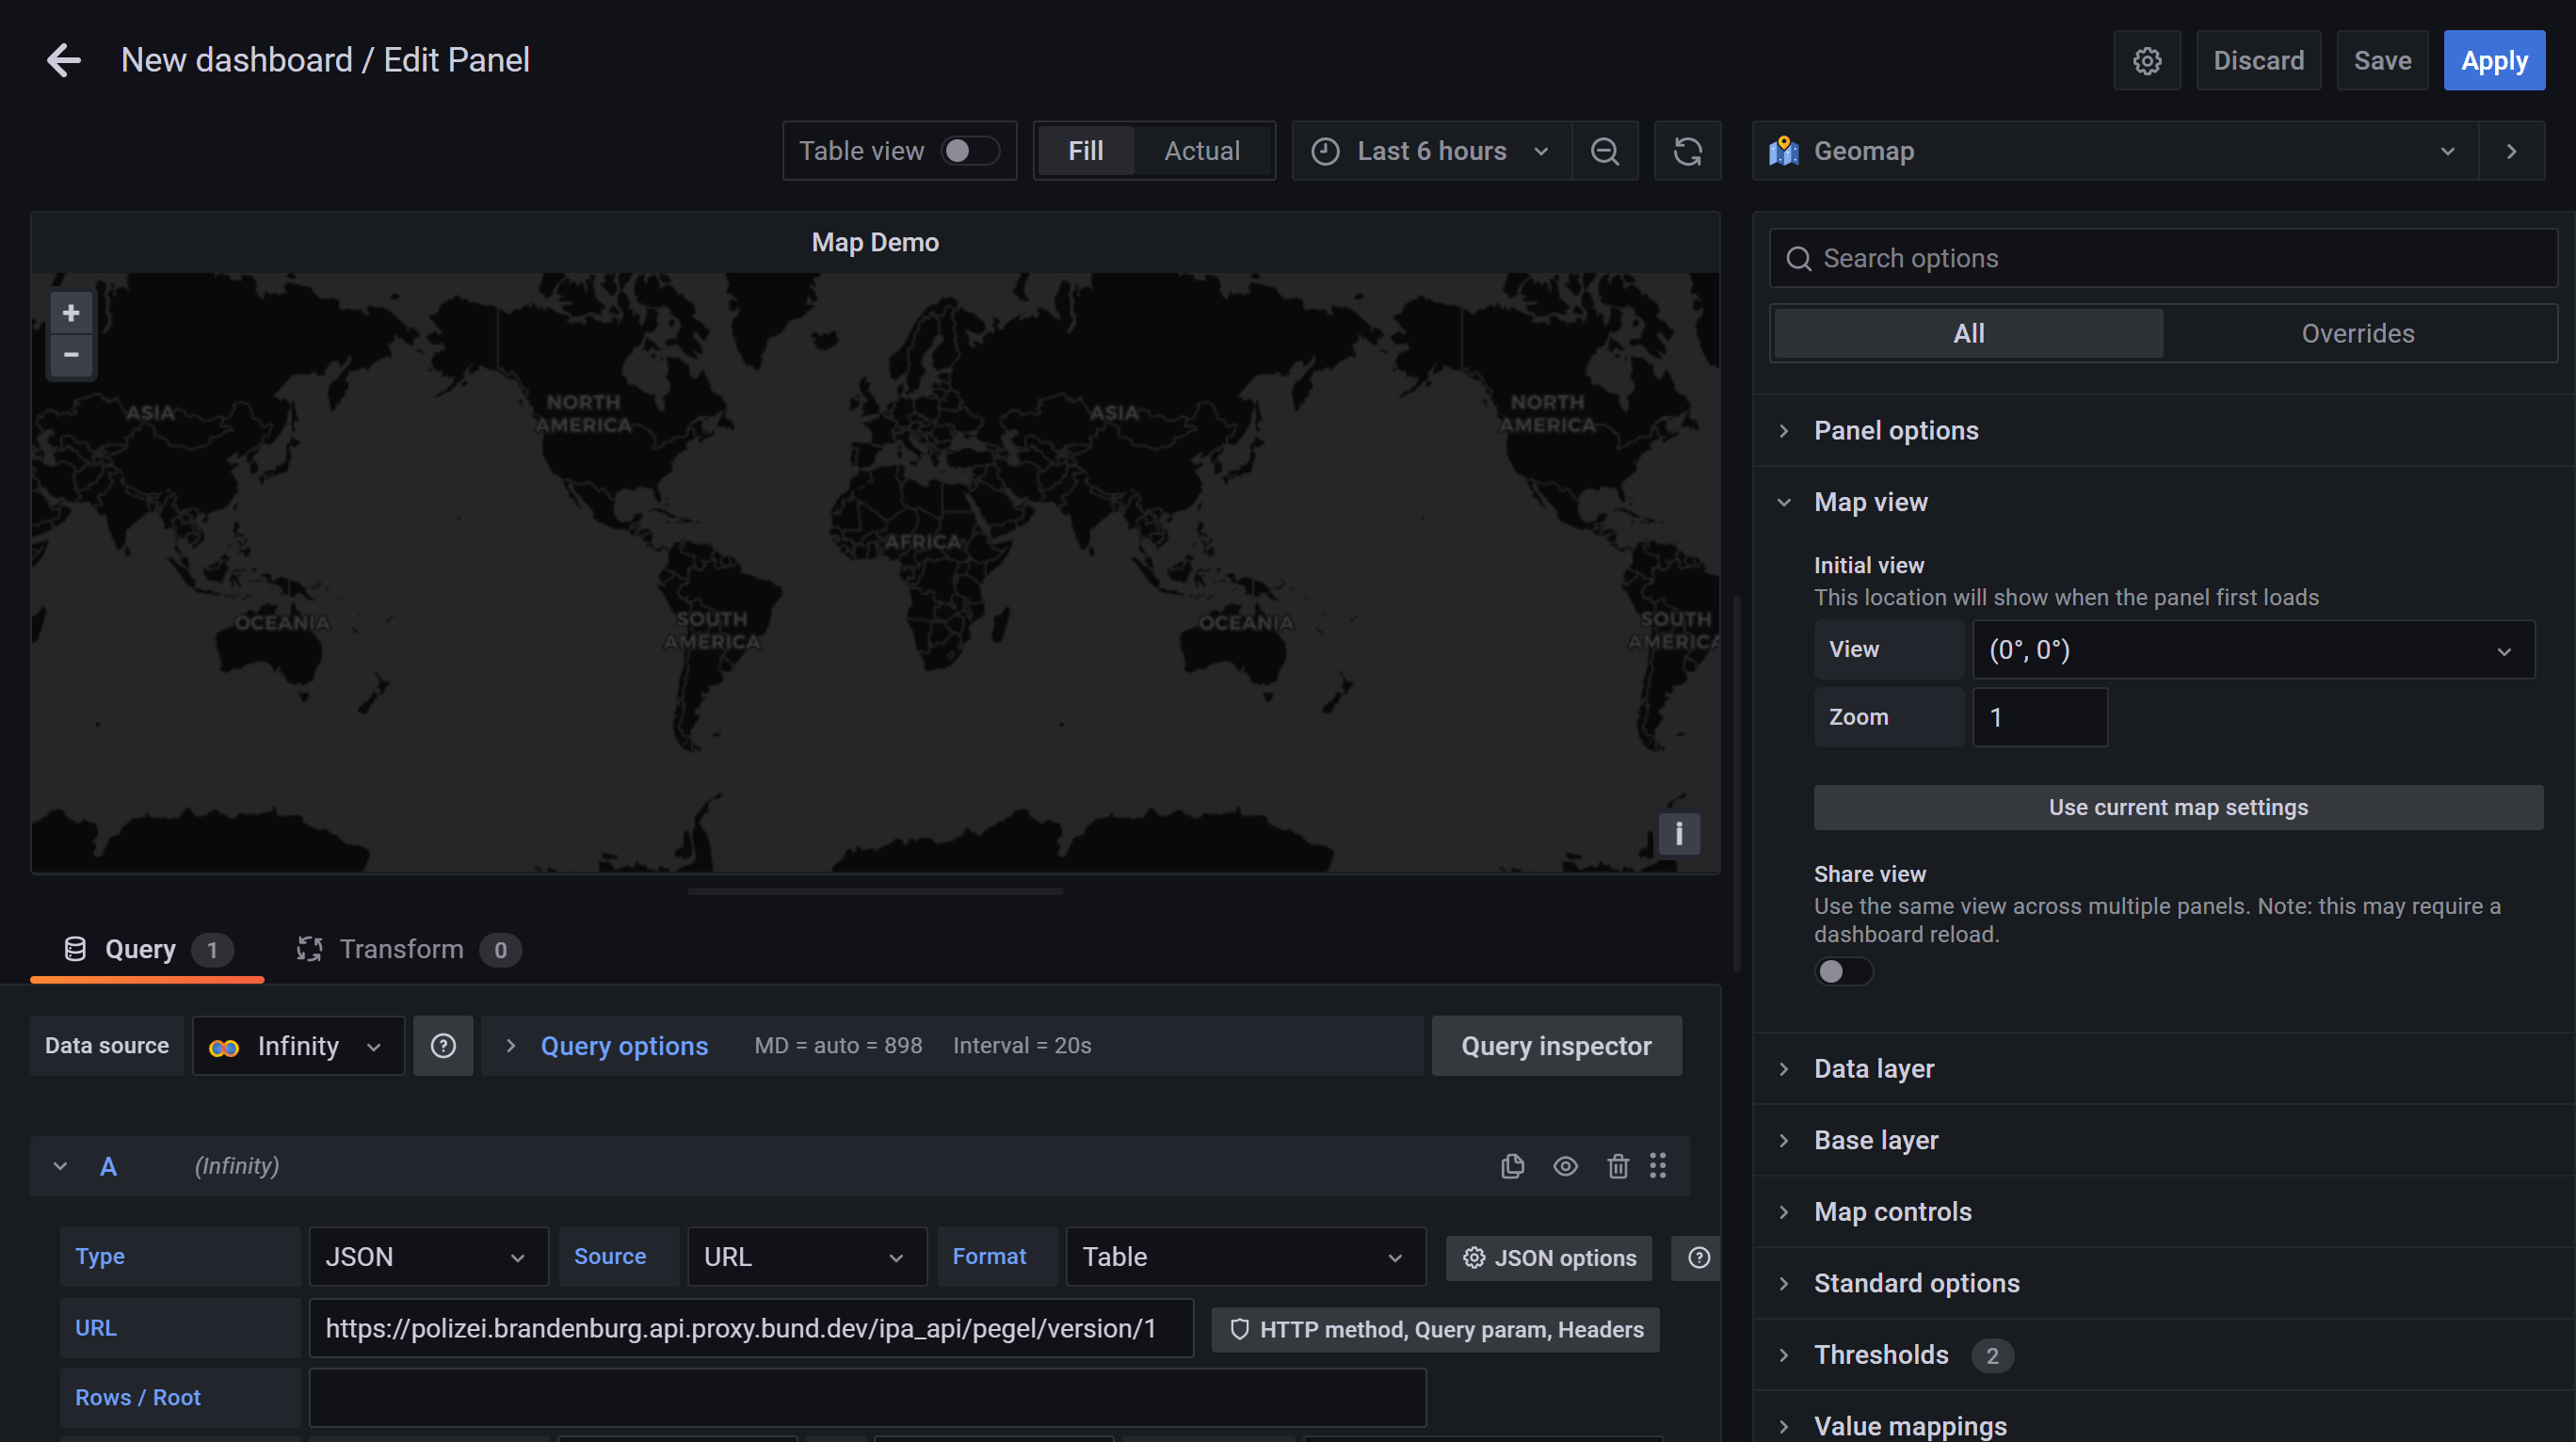 New dashboard / Edit Panel
Discard
Save
Apply
Table view
Fill
Actual
Last 6 hours
Geomap
Map Demo
+
−
ASIA
NORTH
AMERICA
ASIA
NORTH
AMERICA
AFRICA
OCEANIA
SOUTH
AMERICA
OCEANIA
SOUTH
AMERICA
i
Search options
All
Overrides
Panel options
Map view
Initial view
This location will show when the panel first loads
View
(0°, 0°)
Zoom
1
Use current map settings
Share view
Use the same view across multiple panels. Note: this may require a
dashboard reload.
Data layer
Base layer
Map controls
Standard options
Thresholds 2
Value mappings
Query 1
Transform 0
Data source
Infinity
Query options
MD = auto = 898
Interval = 20s
Query inspector
A
(Infinity)
Type
JSON
Source
URL
Format
Table
JSON options
URL
https://polizei.brandenburg.api.proxy.bund.dev/ipa_api/pegel/version/1
HTTP method, Query param, Headers
Rows / Root